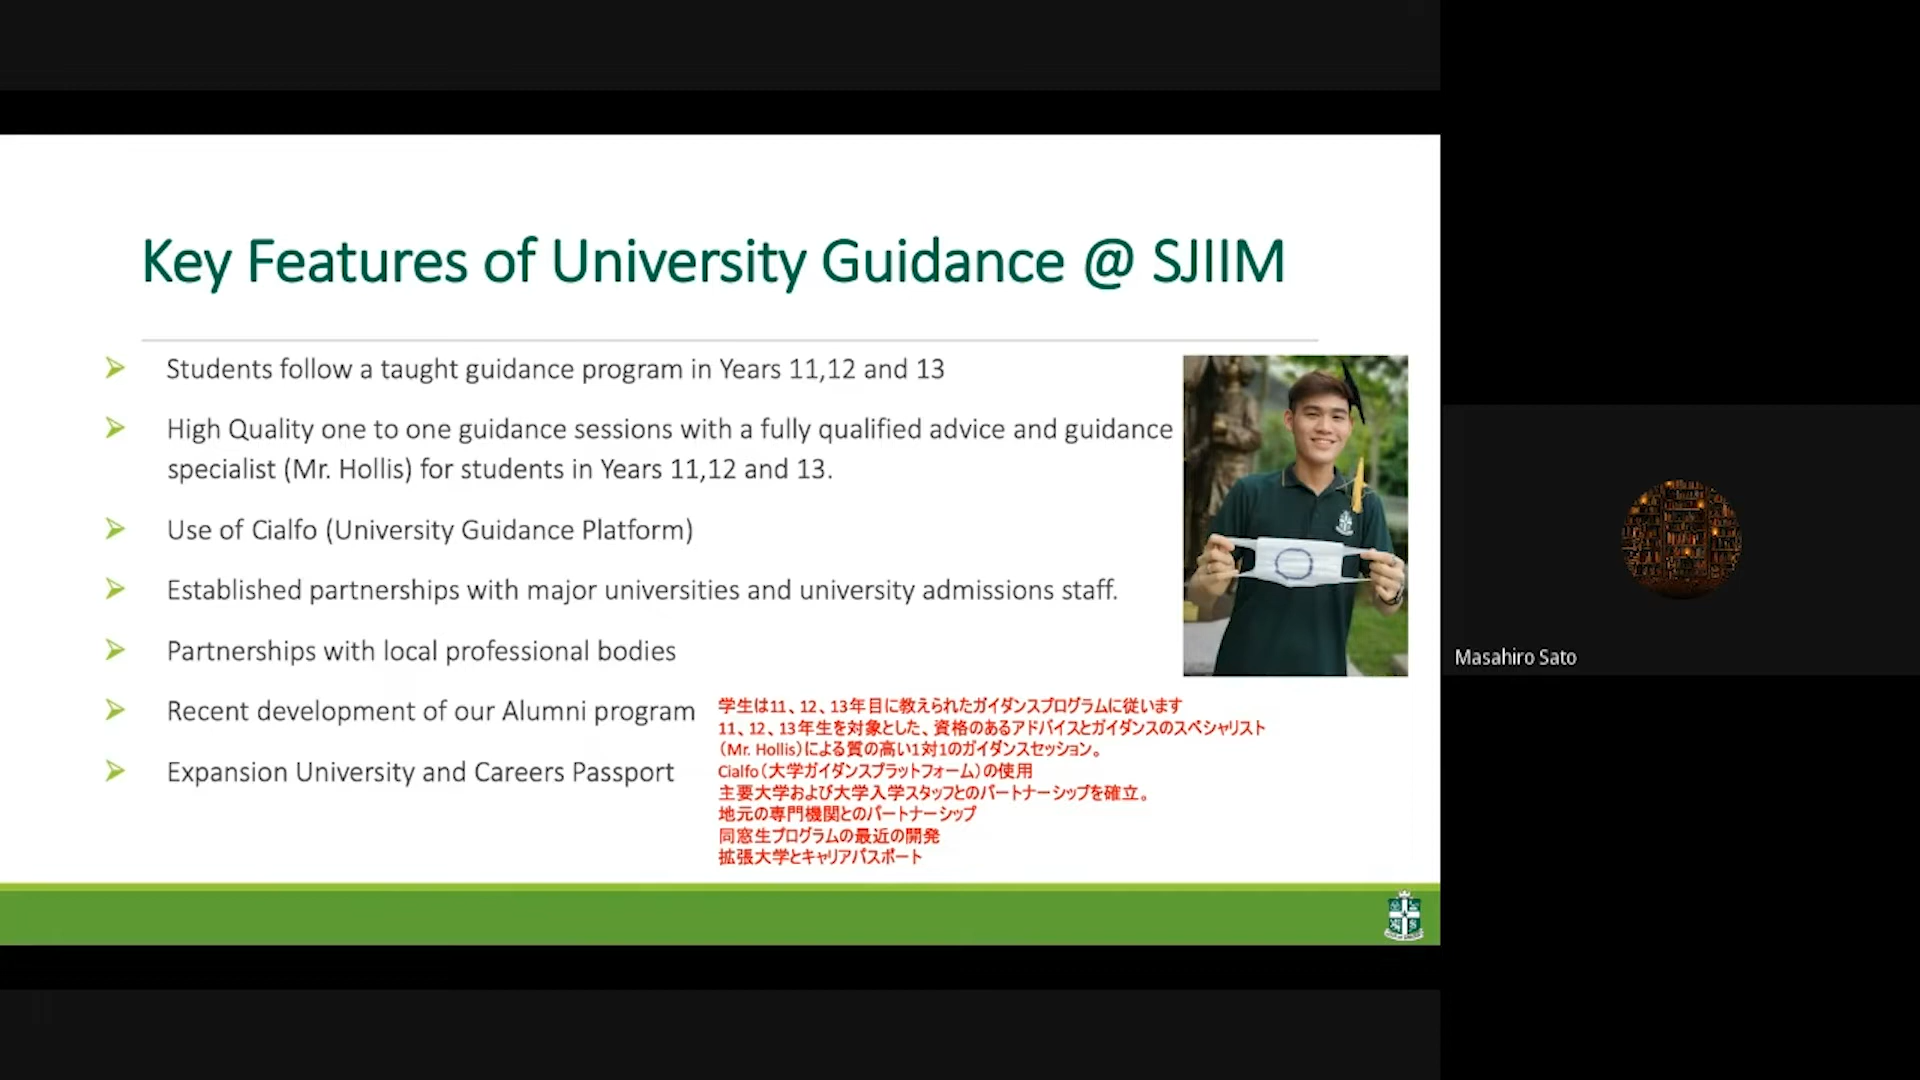 Key Features of University Guidance @ SJIIM
Students follow a taught guidance program in Years 11,12 and 13
High Quality one to one guidance sessions with a fully qualified advice and guidance
specialist (Mr. Hollis) for students in Years 11,12 and 13.
Use of Cialfo (University Guidance Platform)
Established partnerships with major universities and university admissions staff.
Partnerships with local professional bodies
Recent development of our Alumni program
Expansion University and Careers Passport
学生は11、12、13年目に教えられたガイダンスプログラムに従います
11、12、13年生を対象とした、資格のあるアドバイスとガイダンスのスペシャリスト
（Mr. Hollis）による質の高い1対1のガイダンスセッション。
Cialfo（大学ガイダンスプラットフォーム）の使用
主要大学および大学入学スタッフとのパートナーシップを確立。
地元の専門機関とのパートナーシップ
同窓生プログラムの最近の開発
拡張大学とキャリアパスポート
Masahiro Sato